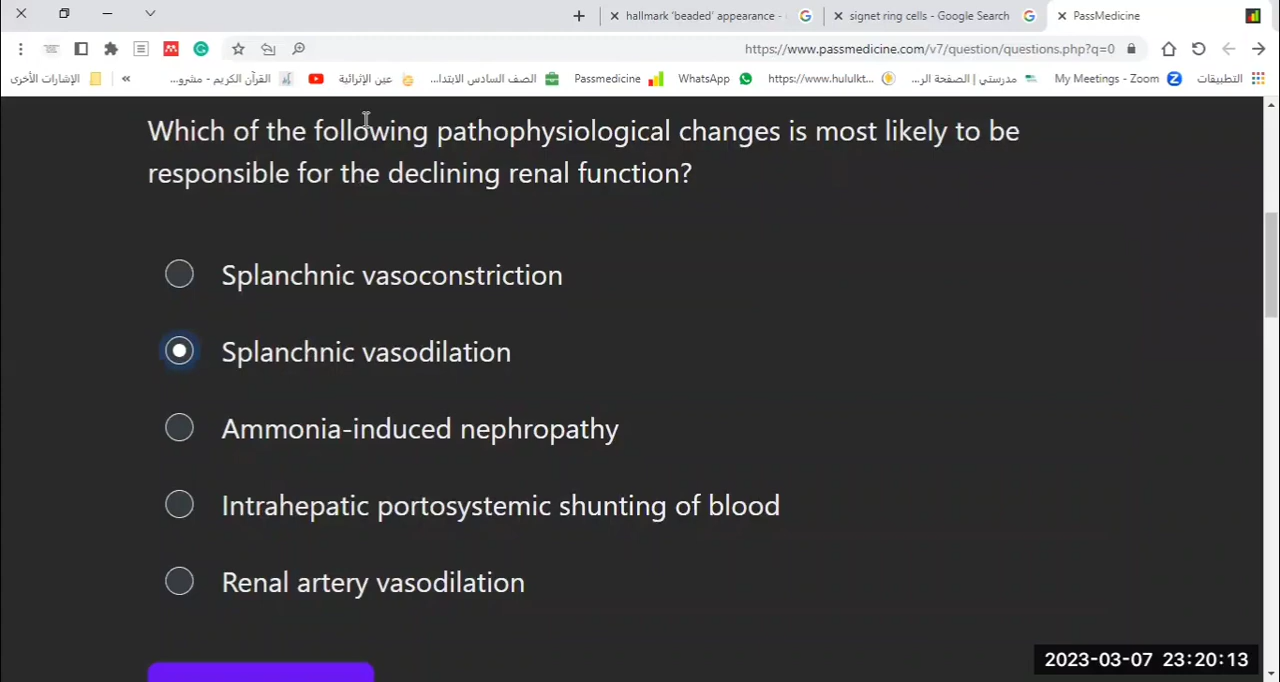 hallmark 'beaded' appearance -
signet ring cells - Google Search
PassMedicine
https://www.passmedicine.com/v7/question/questions.php?q=0
الإشارات الأخرى
القرآن الكريم - مشرو...
عين الإثرائية
الصف السادس الابتدا...
Passmedicine
WhatsApp
https://www.hululkt...
مدرستي | الصفحة الر...
My Meetings - Zoom
التطبيقات
Which of the following pathophysiological changes is most likely to be
responsible for the declining renal function?
Splanchnic vasoconstriction
Splanchnic vasodilation
Ammonia-induced nephropathy
Intrahepatic portosystemic shunting of blood
Renal artery vasodilation
2023-03-07 23:20:13